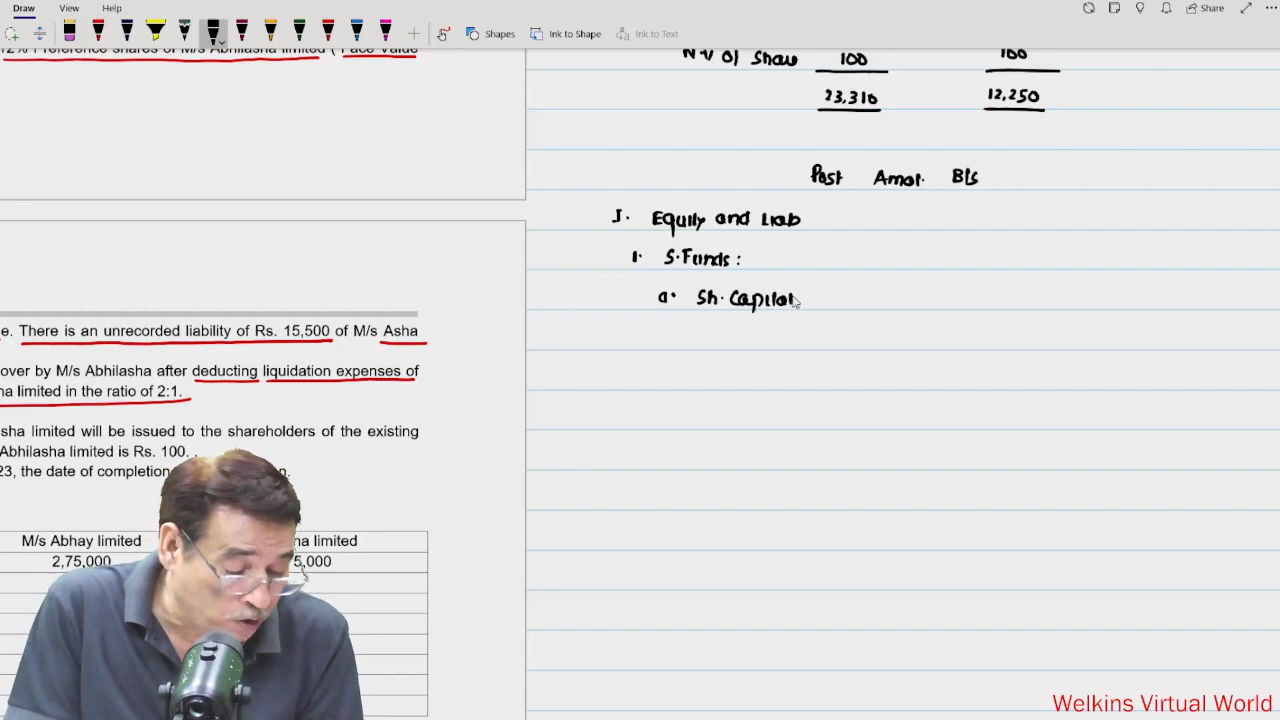 Draw View Help Share
Shapes Ink to Shape Ink to Text
12% Preference shares of M/s Abhilasha limited ( Face Value
e. There is an unrecorded liability of Rs. 15,500 of M/s Asha
over by M/s Abhilasha after deducting liquidation expenses of
na limited in the ratio of 2:1.
sha limited will be issued to the shareholders of the existing
Abhilasha limited is Rs. 100. .
23, the date of completion
n.
M/s Abhay limited
na limited
2,75,000
5,000
N.V Of Share 100 100
23,310 12,250
Post Amal. B/s
I. Equity and Liab
1. S.Funds :
a. Sh. Capital
Welkins Virtual World